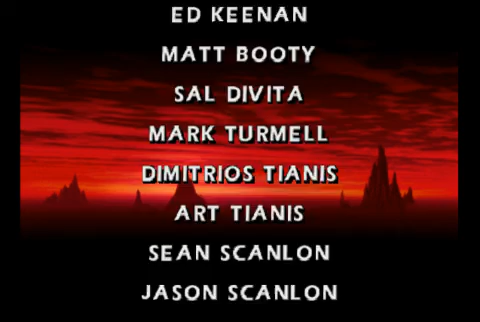 ED KEENAN
MATT BOOTY
SAL DIVITA
MARK TURMELL
DIMITRIOS TIANIS
ART TIANIS
SEAN SCANLON
JASON SCANLON